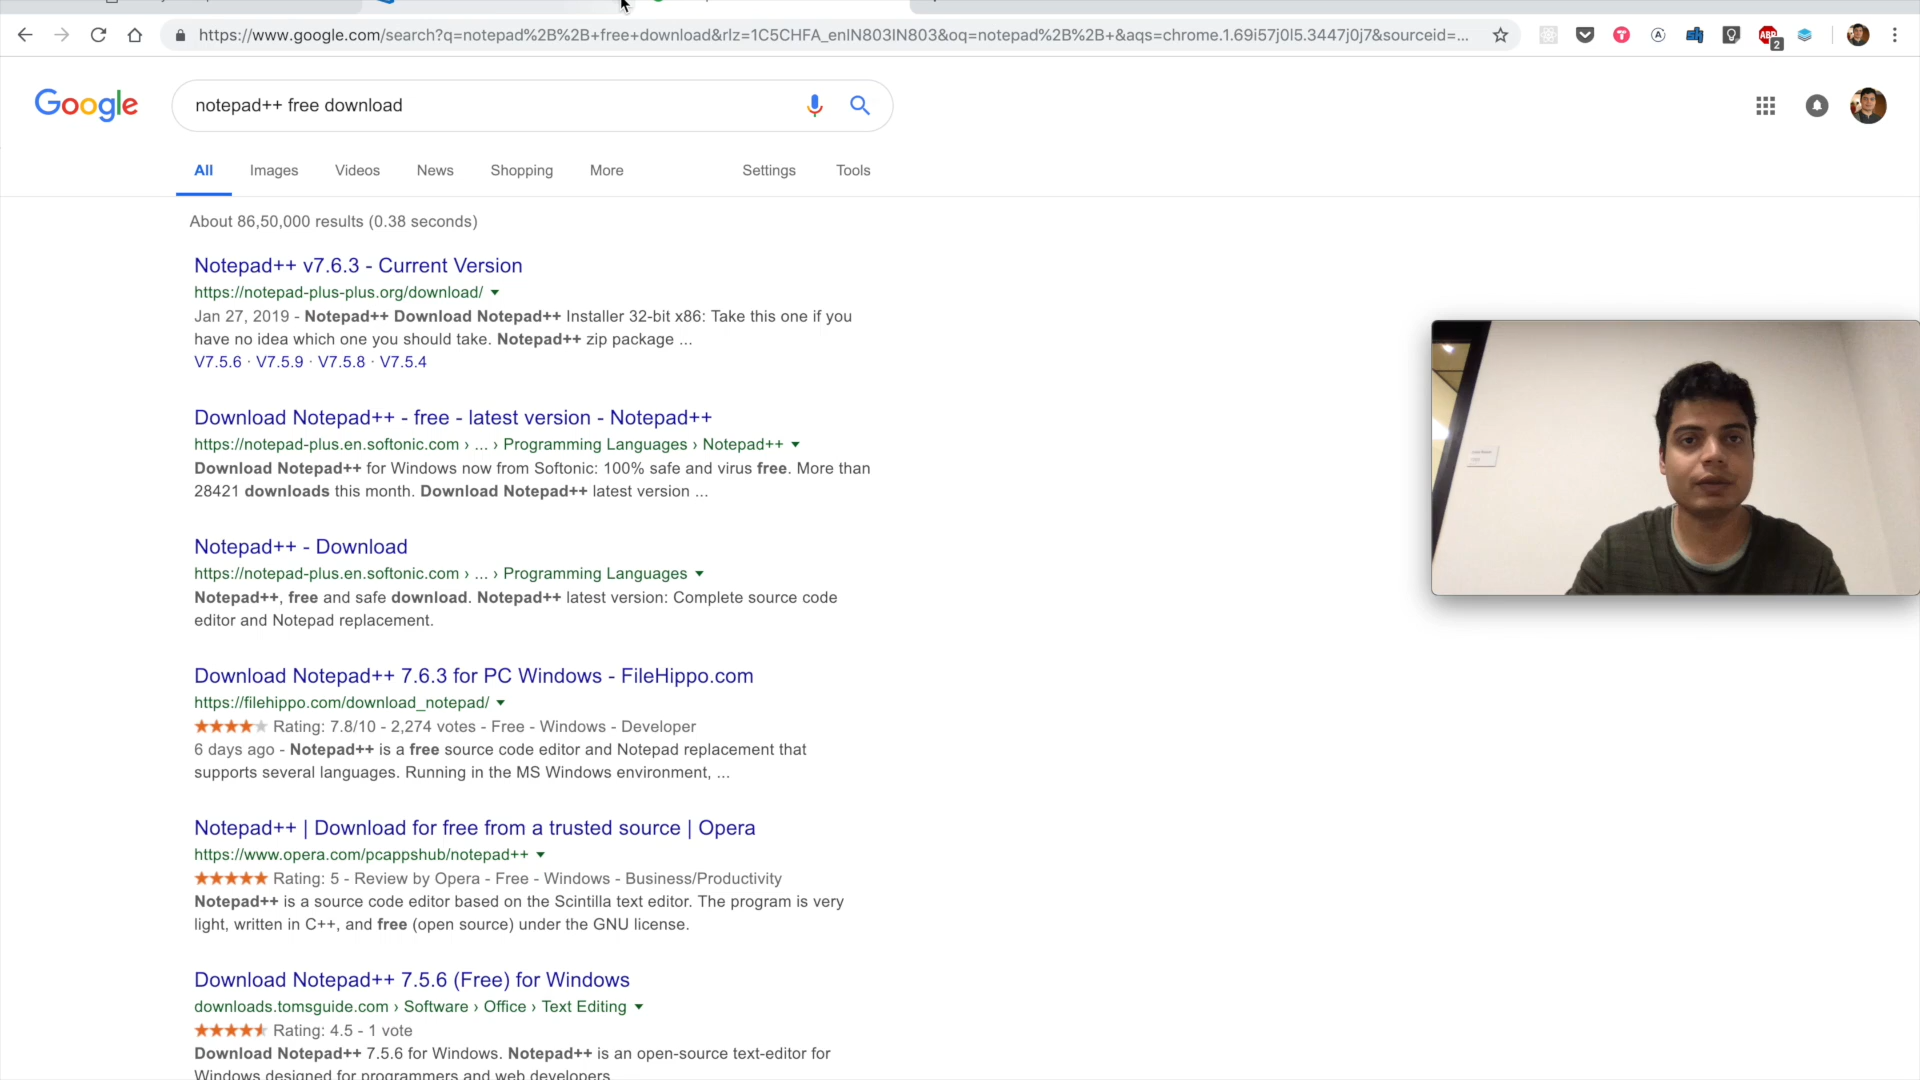 https://www.google.com/search?q=notepad%2B%2B+free+download&rlz=1C5CHFA_enIN803IN803&oq=notepad%2B%2B+&aqs=chrome.1.69i57j0l5.3447j0j7&sourceid=...
ABP
2
Google
notepad++ free download
All Images Videos News Shopping More Settings Tools
About 86,50,000 results (0.38 seconds)
Notepad++ v7.6.3 - Current Version
https://notepad-plus-plus.org/download/
Jan 27, 2019 - Notepad++ Download Notepad++ Installer 32-bit x86: Take this one if you
have no idea which one you should take. Notepad++ zip package ...
V7.5.6 · V7.5.9 · V7.5.8 · V7.5.4
Download Notepad++ - free - latest version - Notepad++
https://notepad-plus.en.softonic.com › ... › Programming Languages › Notepad++
Download Notepad++ for Windows now from Softonic: 100% safe and virus free. More than
28421 downloads this month. Download Notepad++ latest version ...
Notepad++ - Download
https://notepad-plus.en.softonic.com › ... › Programming Languages
Notepad++, free and safe download. Notepad++ latest version: Complete source code
editor and Notepad replacement.
Download Notepad++ 7.6.3 for PC Windows - FileHippo.com
https://filehippo.com/download_notepad/
Rating: 7.8/10 - 2,274 votes - Free - Windows - Developer
6 days ago - Notepad++ is a free source code editor and Notepad replacement that
supports several languages. Running in the MS Windows environment, ...
Notepad++ | Download for free from a trusted source | Opera
https://www.opera.com/pcappshub/notepad++
Rating: 5 - Review by Opera - Free - Windows - Business/Productivity
Notepad++ is a source code editor based on the Scintilla text editor. The program is very
light, written in C++, and free (open source) under the GNU license.
Download Notepad++ 7.5.6 (Free) for Windows
downloads.tomsguide.com › Software › Office › Text Editing
Rating: 4.5 - 1 vote
Download Notepad++ 7.5.6 for Windows. Notepad++ is an open-source text-editor for
Windows designed for programmers and web developers.